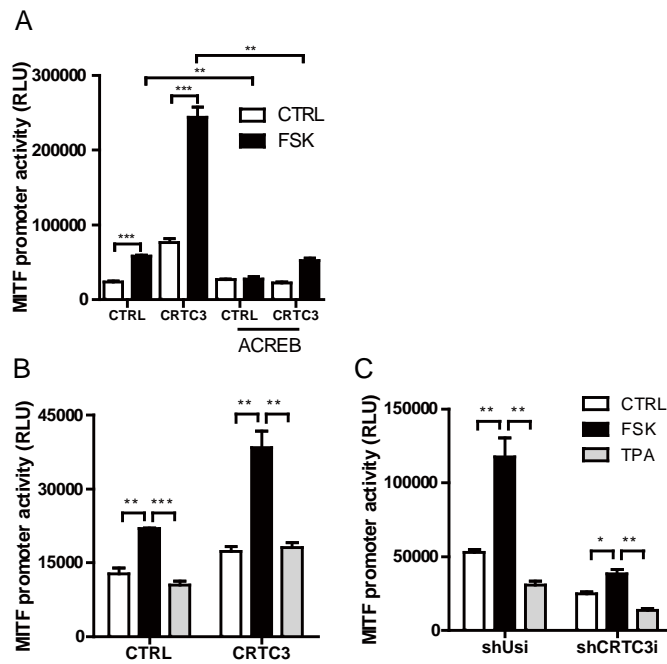 A
MITF promoter activity (RLU)
300000
200000
100000
0
**
**
***
***
CTRL
FSK
CTRL
CRTC3
CTRL
CRTC3
ACREB
B
MITF promoter activity (RLU)
45000
30000
15000
0
**
***
**
**
CTRL
CRTC3
C
MITF promoter activity (RLU)
150000
100000
50000
0
**
**
*
**
CTRL
FSK
TPA
shUsi
shCRTC3i